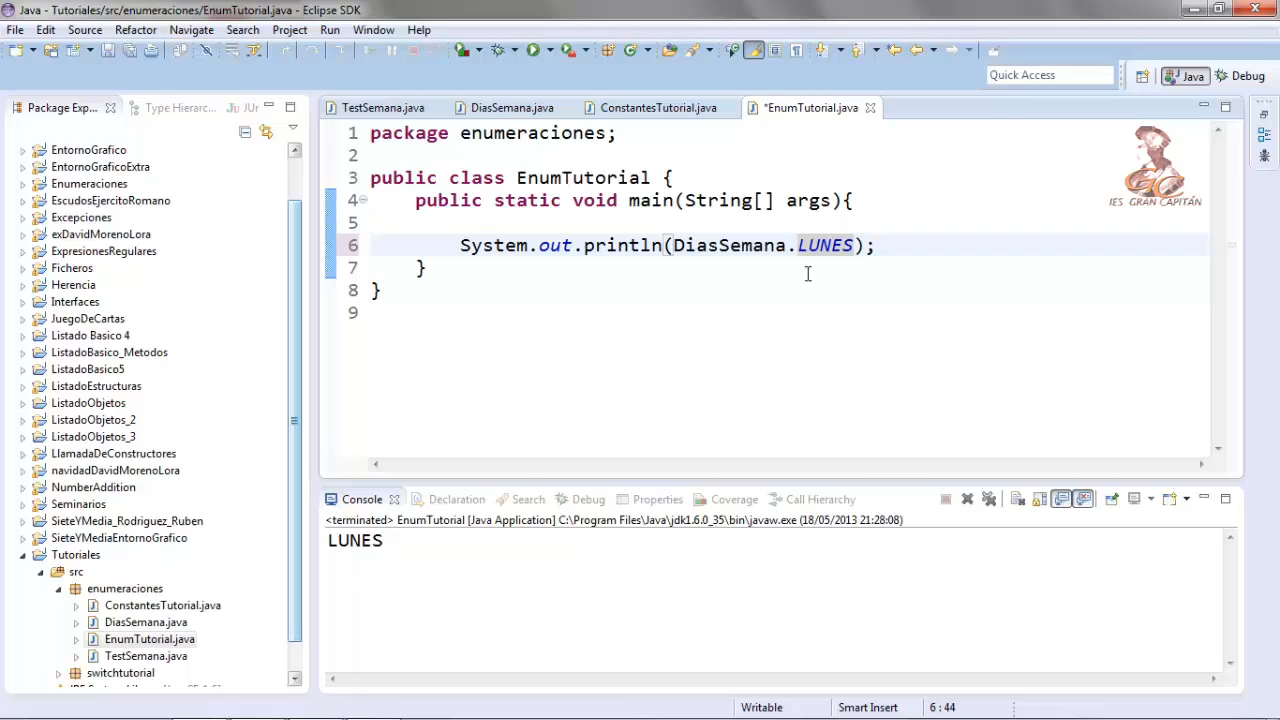 Java - Tutoriales/src/enumeraciones/EnumTutorial.java - Eclipse SDK
File Edit Source Refactor Navigate Search Project Run Window Help
Quick Access
Java
Debug
Package Exp...
Type Hierarc...
JUr
EntornoGrafico
EntornoGraficoExtra
Enumeraciones
EscudosEjercitoRomano
Excepciones
exDavidMorenoLora
ExpresionesRegulares
Ficheros
Herencia
Interfaces
JuegoDeCartas
Listado Basico 4
ListadoBasico_Metodos
ListadoBasico5
ListadoEstructuras
ListadoObjetos
ListadoObjetos_2
ListadoObjetos_3
LlamadaDeConstructores
navidadDavidMorenoLora
NumberAddition
Seminarios
SieteYMedia_Rodriguez_Ruben
SieteYMediaEntornoGrafico
Tutoriales
src
enumeraciones
ConstantesTutorial.java
DiasSemana.java
EnumTutorial.java
TestSemana.java
switchtutorial
TestSemana.java DiasSemana.java ConstantesTutorial.java *EnumTutorial.java
1 package enumeraciones;
2
3 public class EnumTutorial {
4 public static void main(String[] args){
5
6 System.out.println(DiasSemana.LUNES);
7 }
8 }
9
IES GRAN CAPITÁN
Console Declaration Search Debug Properties Coverage Call Hierarchy
<terminated> EnumTutorial [Java Application] C:\Program Files\Java\jdk1.6.0_35\bin\javaw.exe (18/05/2013 21:28:08)
LUNES
Writable Smart Insert 6 : 44